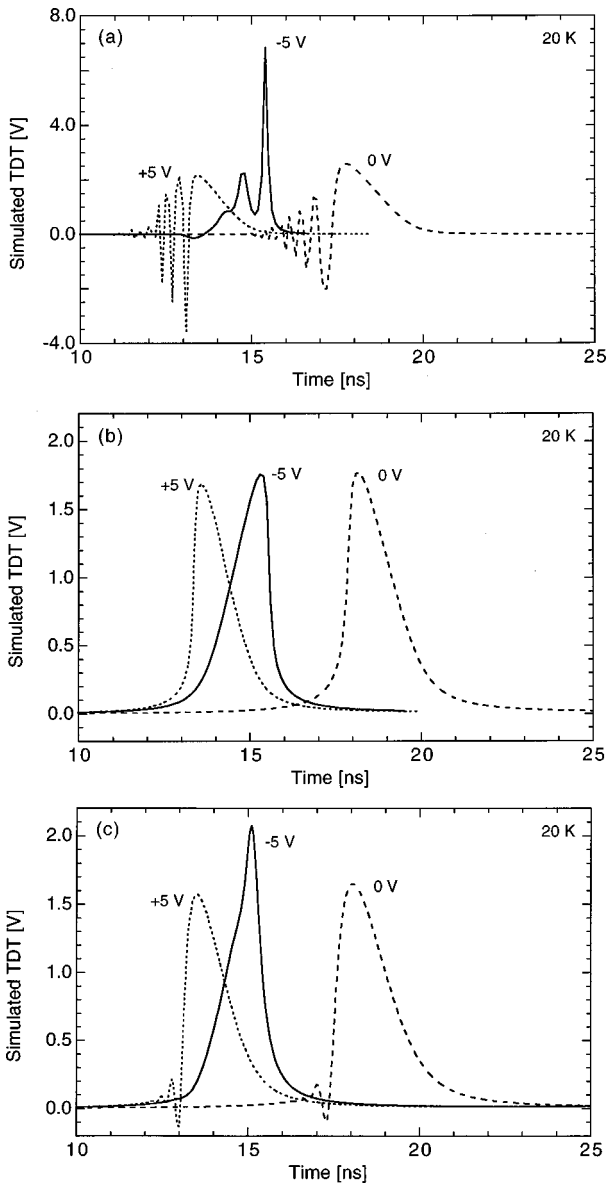 8.0
(a)
-5 V
20 K
4.0
+5 V
0 V
0.0
-4.0
Simulated TDT [V]
10
15
20
25
Time [ns]
2.0
(b)
20 K
+5 V
-5 V
0 V
1.5
1.0
0.5
0.0
Simulated TDT [V]
10
15
20
25
Time [ns]
2.0
(c)
-5 V
20 K
+5 V
0 V
1.5
1.0
0.5
0.0
Simulated TDT [V]
10
15
20
25
Time [ns]